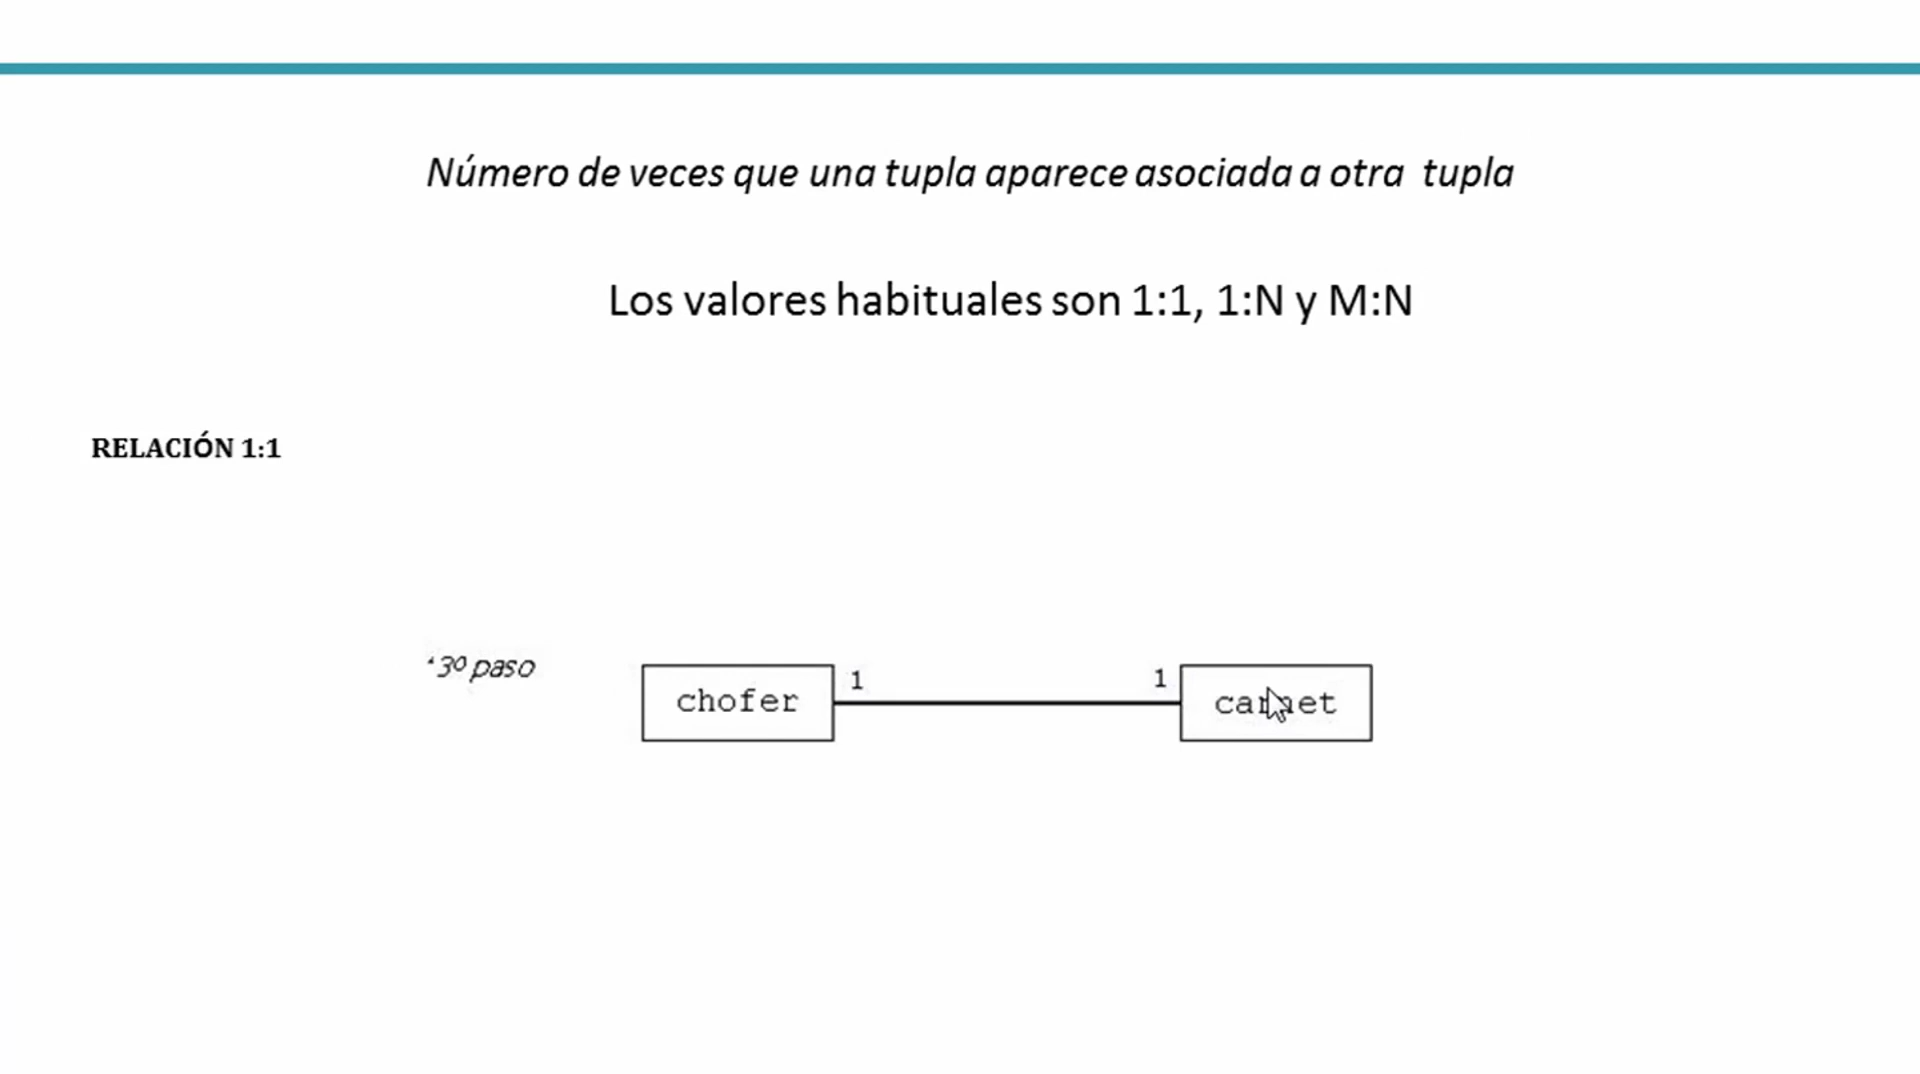 Número de veces que una tupla aparece asociada a otra tupla
Los valores habituales son 1:1, 1:N y M:N
RELACIÓN 1:1
'3º paso
chofer 1 1 carnet